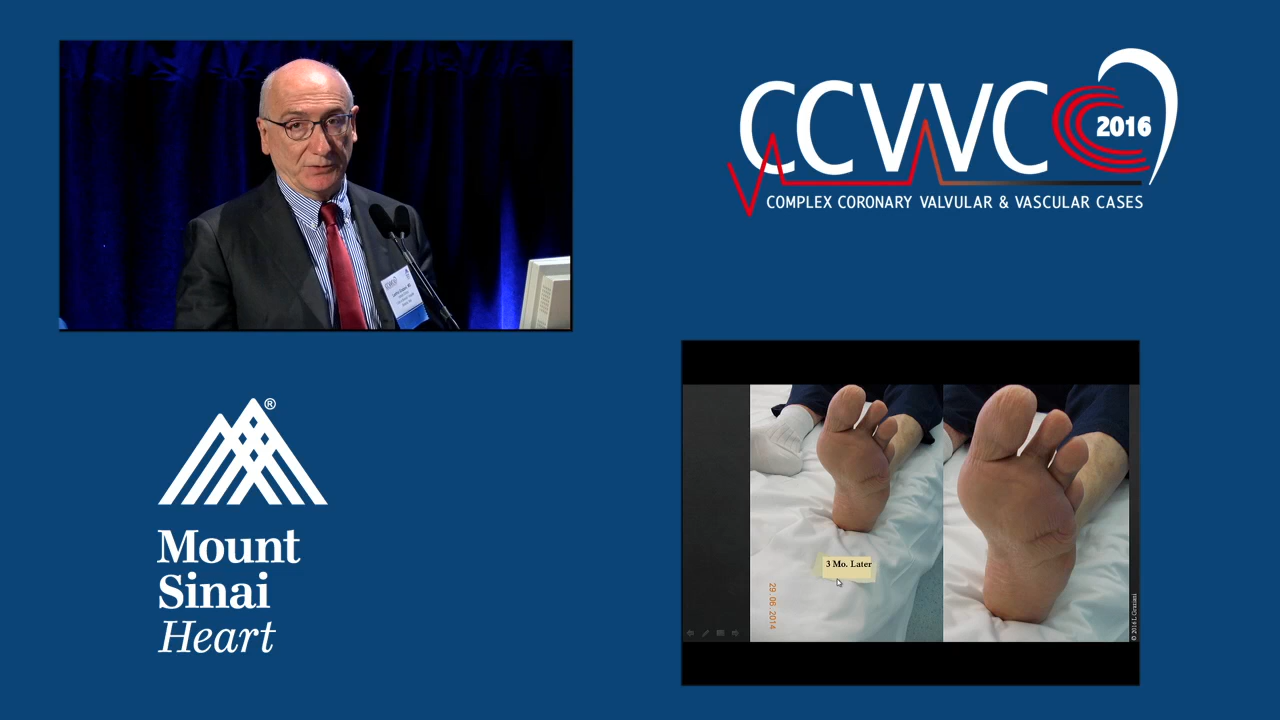 CCVVC
2016
COMPLEX CORONARY VALVULAR & VASCULAR CASES
®
Mount
Sinai
Heart
3 Mo. Later
29 06 2014